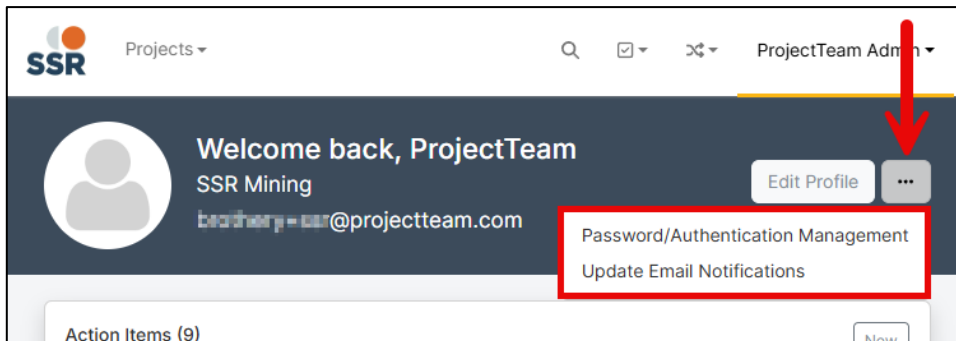 SSR
Projects
ProjectTeam Admin
Welcome back, ProjectTeam
SSR Mining
@projectteam.com
Edit Profile
...
Password/Authentication Management
Update Email Notifications
Action Items (9)
New